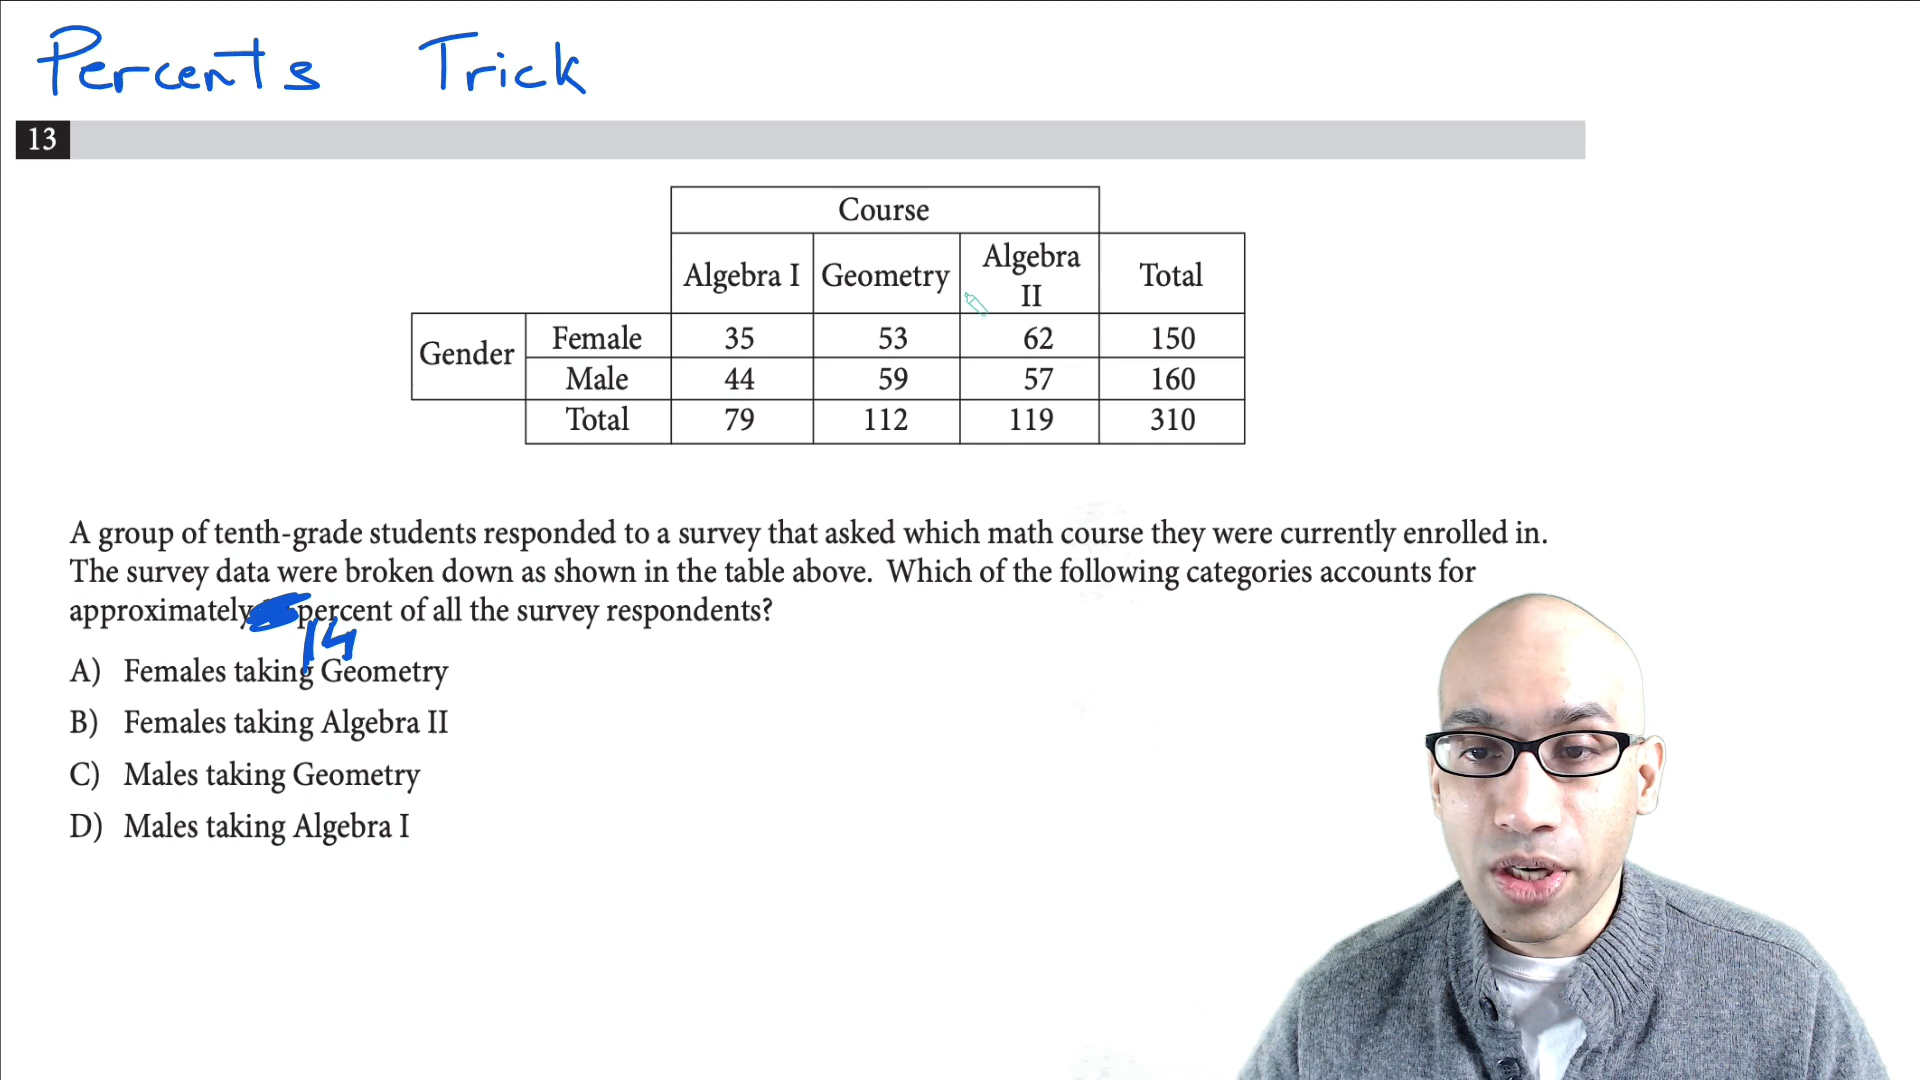 Percents Trick
13
Course
Algebra I Geometry Algebra II Total
Gender
Female 35 53 62 150
Male 44 59 57 160
Total 79 112 119 310
A group of tenth-grade students responded to a survey that asked which math course they were currently enrolled in.
The survey data were broken down as shown in the table above. Which of the following categories accounts for
approximately percent of all the survey respondents?
14
A) Females taking Geometry
B) Females taking Algebra II
C) Males taking Geometry
D) Males taking Algebra I